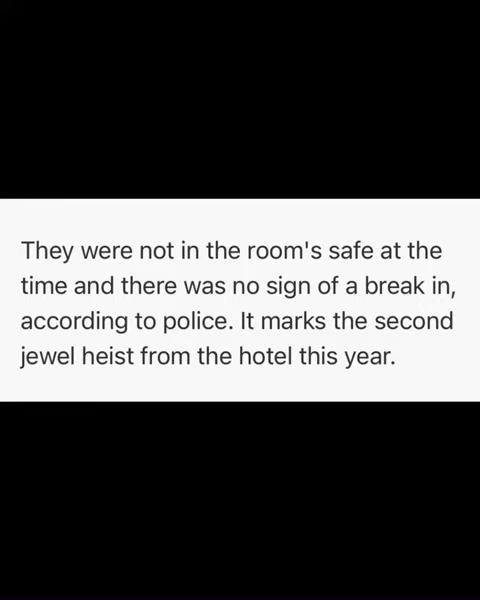 They were not in the room's safe at the
time and there was no sign of a break in,
according to police. It marks the second
jewel heist from the hotel this year.